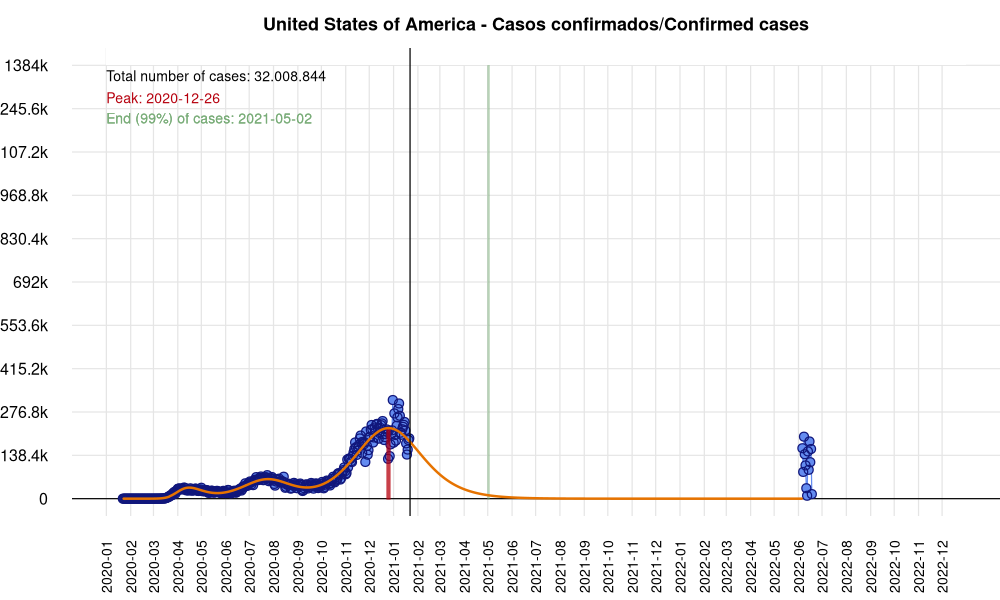 United States of America - Casos confirmados/Confirmed cases
Total number of cases: 32.008.844
Peak: 2020-12-26
End (99%) of cases: 2021-05-02
1384k
245.6k
107.2k
968.8k
830.4k
692k
553.6k
415.2k
276.8k
138.4k
0
2020-01
2020-02
2020-03
2020-04
2020-05
2020-06
2020-07
2020-08
2020-09
2020-10
2020-11
2020-12
2021-01
2021-02
2021-03
2021-04
2021-05
2021-06
2021-07
2021-08
2021-09
2021-10
2021-11
2021-12
2022-01
2022-02
2022-03
2022-04
2022-05
2022-06
2022-07
2022-08
2022-09
2022-10
2022-11
2022-12